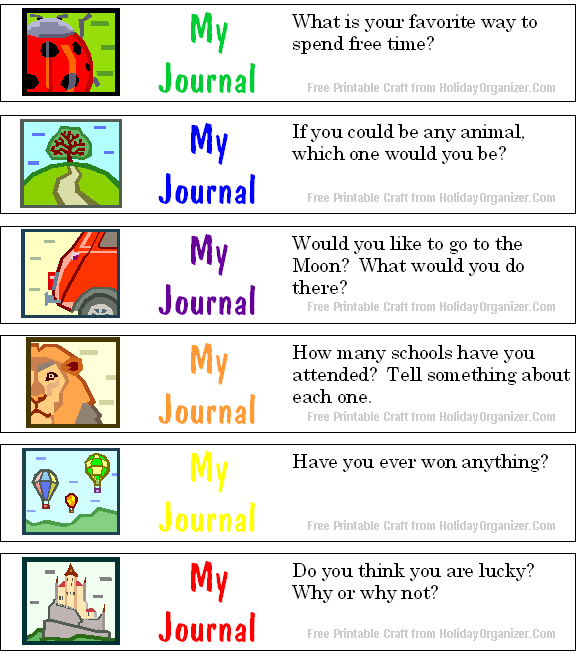 My
Journal
What is your favorite way to
spend free time?
Free Printable Craft from HolidayOrganizer.Com
My
Journal
If you could be any animal,
which one would you be?
Free Printable Craft from HolidayOrganizer.Com
My
Journal
Would you like to go to the
Moon?  What would you do
there?
Free Printable Craft from HolidayOrganizer.Com
My
Journal
How many schools have you
attended?  Tell something about
each one.
Free Printable Craft from HolidayOrganizer.Com
My
Journal
Have you ever won anything?
Free Printable Craft from HolidayOrganizer.Com
My
Journal
Do you think you are lucky?
Why or why not?
Free Printable Craft from HolidayOrganizer.Com